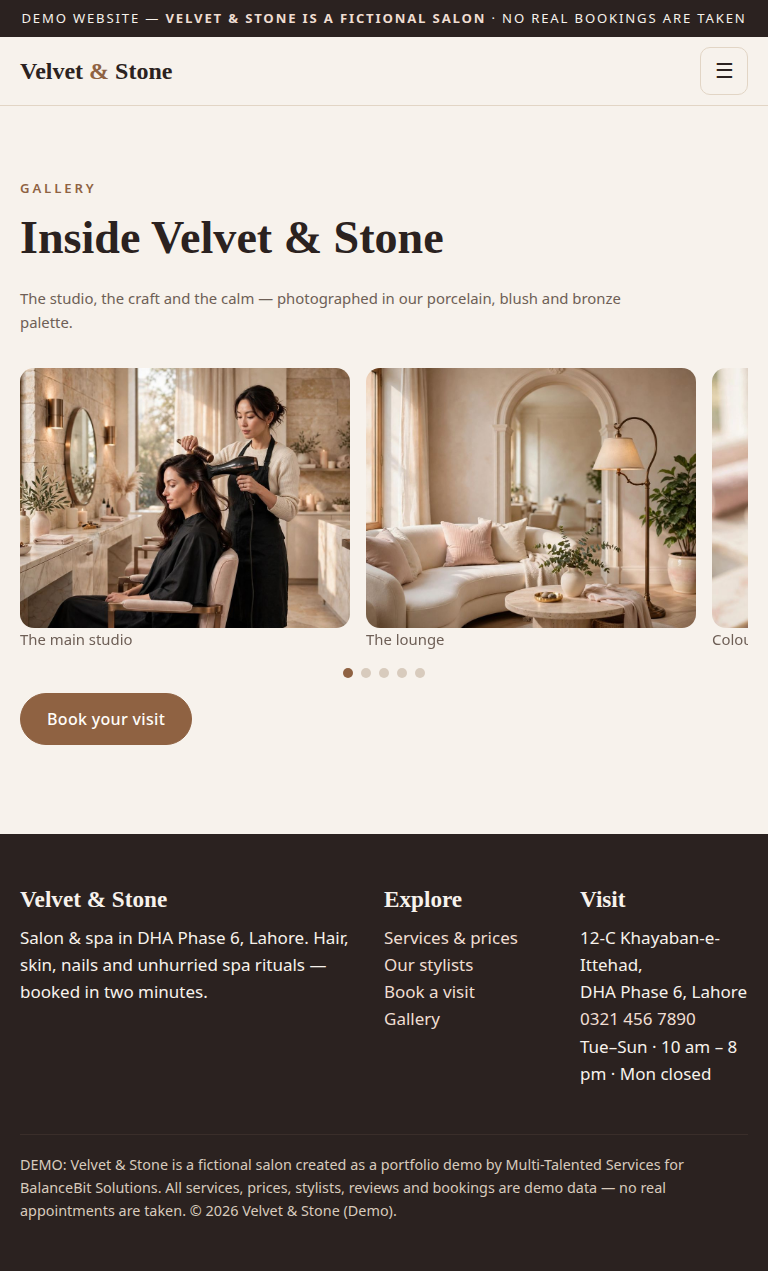 DEMO WEBSITE — VELVET & STONE IS A FICTIONAL SALON · NO REAL BOOKINGS ARE TAKEN
Velvet & Stone
☰
GALLERY
Inside Velvet & Stone
The studio, the craft and the calm — photographed in our porcelain, blush and bronze
palette.
The main studio
The lounge
Colou
Book your visit
Velvet & Stone
Salon & spa in DHA Phase 6, Lahore. Hair,
skin, nails and unhurried spa rituals —
booked in two minutes.
Explore
Services & prices
Our stylists
Book a visit
Gallery
Visit
12-C Khayaban-e-
Ittehad,
DHA Phase 6, Lahore
0321 456 7890
Tue–Sun · 10 am – 8
pm · Mon closed
DEMO: Velvet & Stone is a fictional salon created as a portfolio demo by Multi-Talented Services for
BalanceBit Solutions. All services, prices, stylists, reviews and bookings are demo data — no real
appointments are taken. © 2026 Velvet & Stone (Demo).